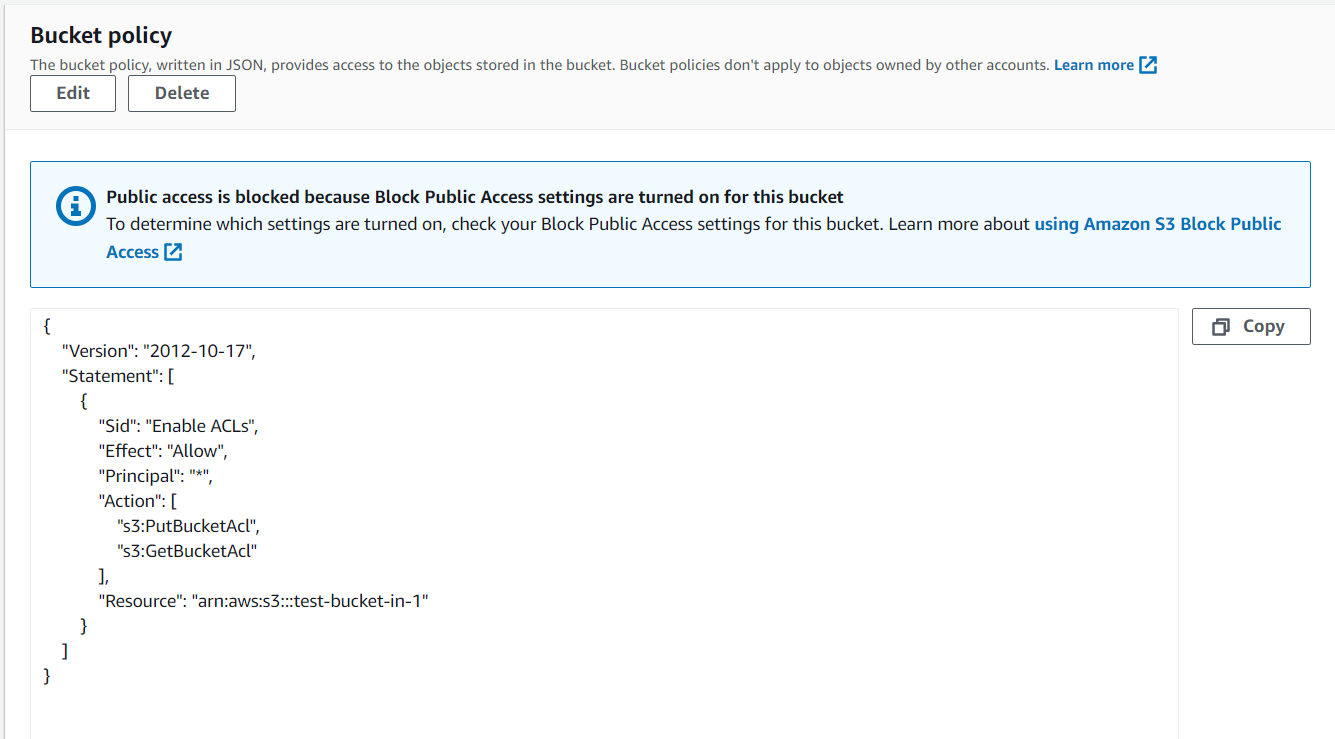 Bucket policy
The bucket policy, written in JSON, provides access to the objects stored in the bucket. Bucket policies don't apply to objects owned by other accounts. Learn more
Edit Delete
Public access is blocked because Block Public Access settings are turned on for this bucket
To determine which settings are turned on, check your Block Public Access settings for this bucket. Learn more about using Amazon S3 Block Public
Access
Copy
{
"Version": "2012-10-17",
"Statement": [
{
"Sid": "Enable ACLs",
"Effect": "Allow",
"Principal": "*",
"Action": [
"s3:PutBucketAcl",
"s3:GetBucketAcl"
],
"Resource": "arn:aws:s3:::test-bucket-in-1"
}
]
}